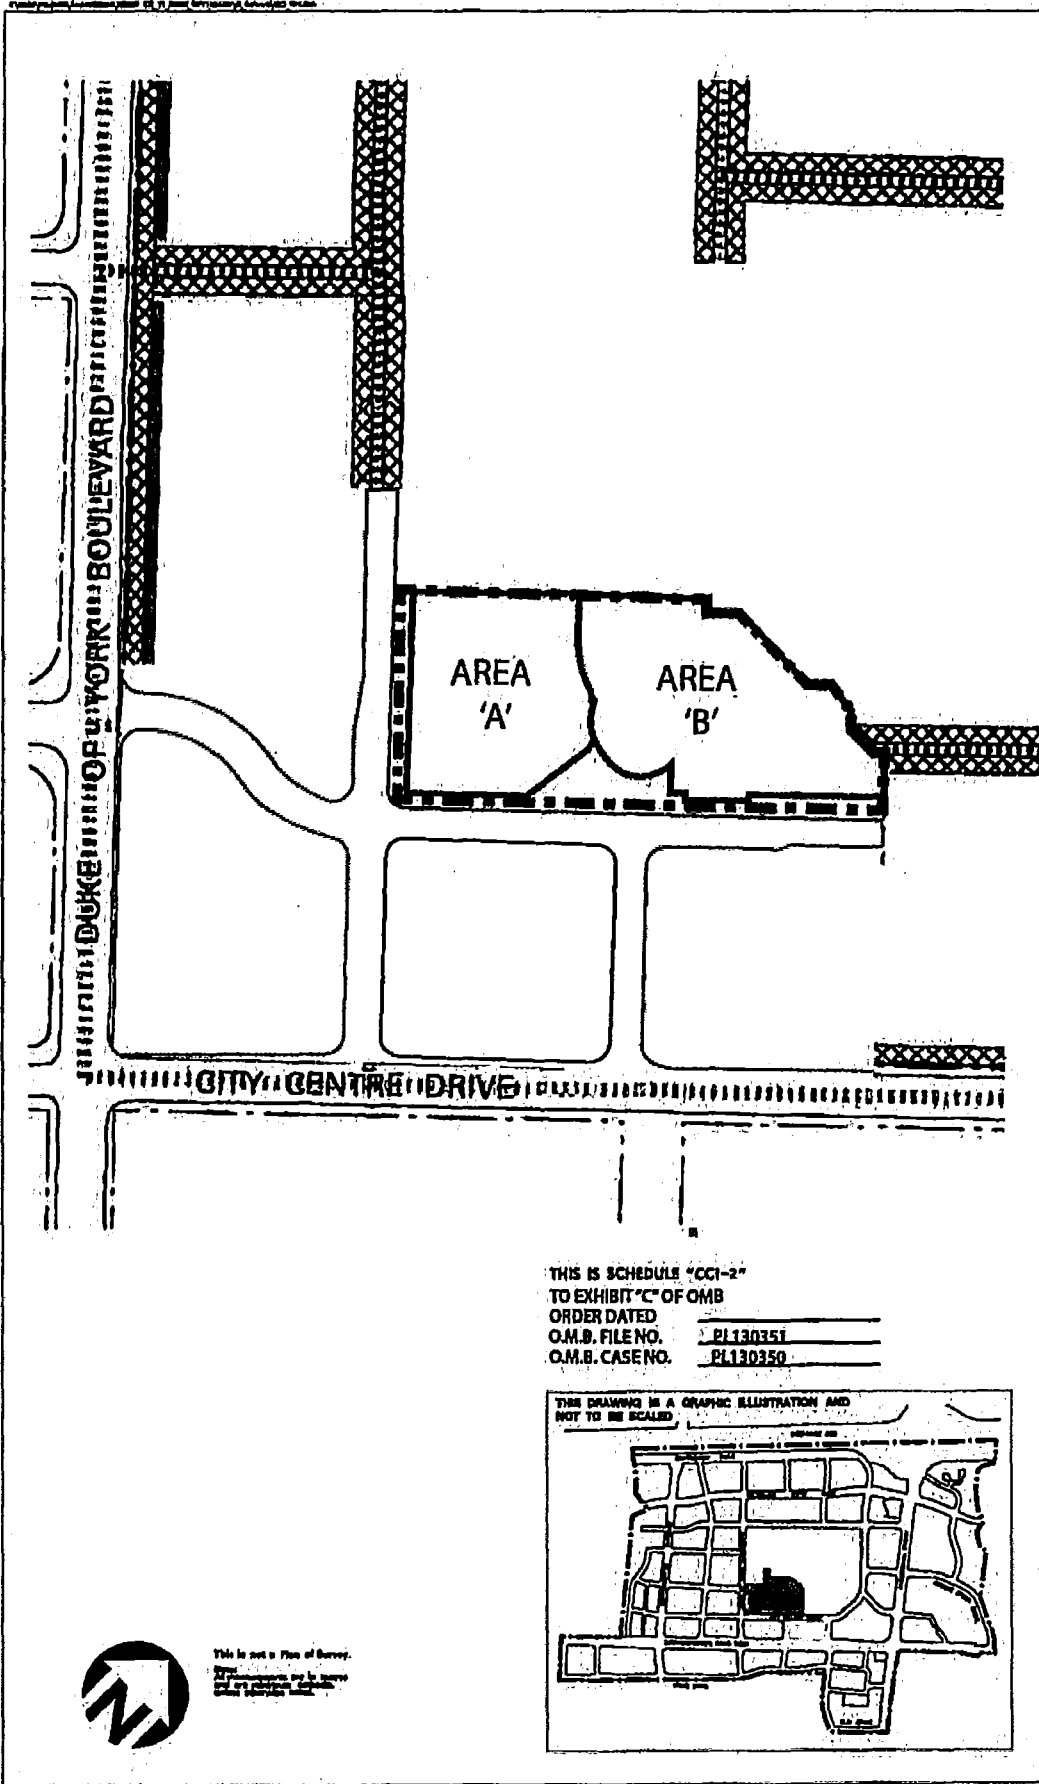 DUKE OF YORK BOULEVARD
AREA
'A'
AREA
'B'
CITY CENTRE DRIVE
THIS IS SCHEDULE "CC1-2"
TO EXHIBIT "C" OF OMB
ORDER DATED
O.M.B. FILE NO. PL130351
O.M.B. CASE NO. PL130350
THIS DRAWING IS A GRAPHIC ILLUSTRATION AND
NOT TO BE SCALED
This is not a Plan of Survey.